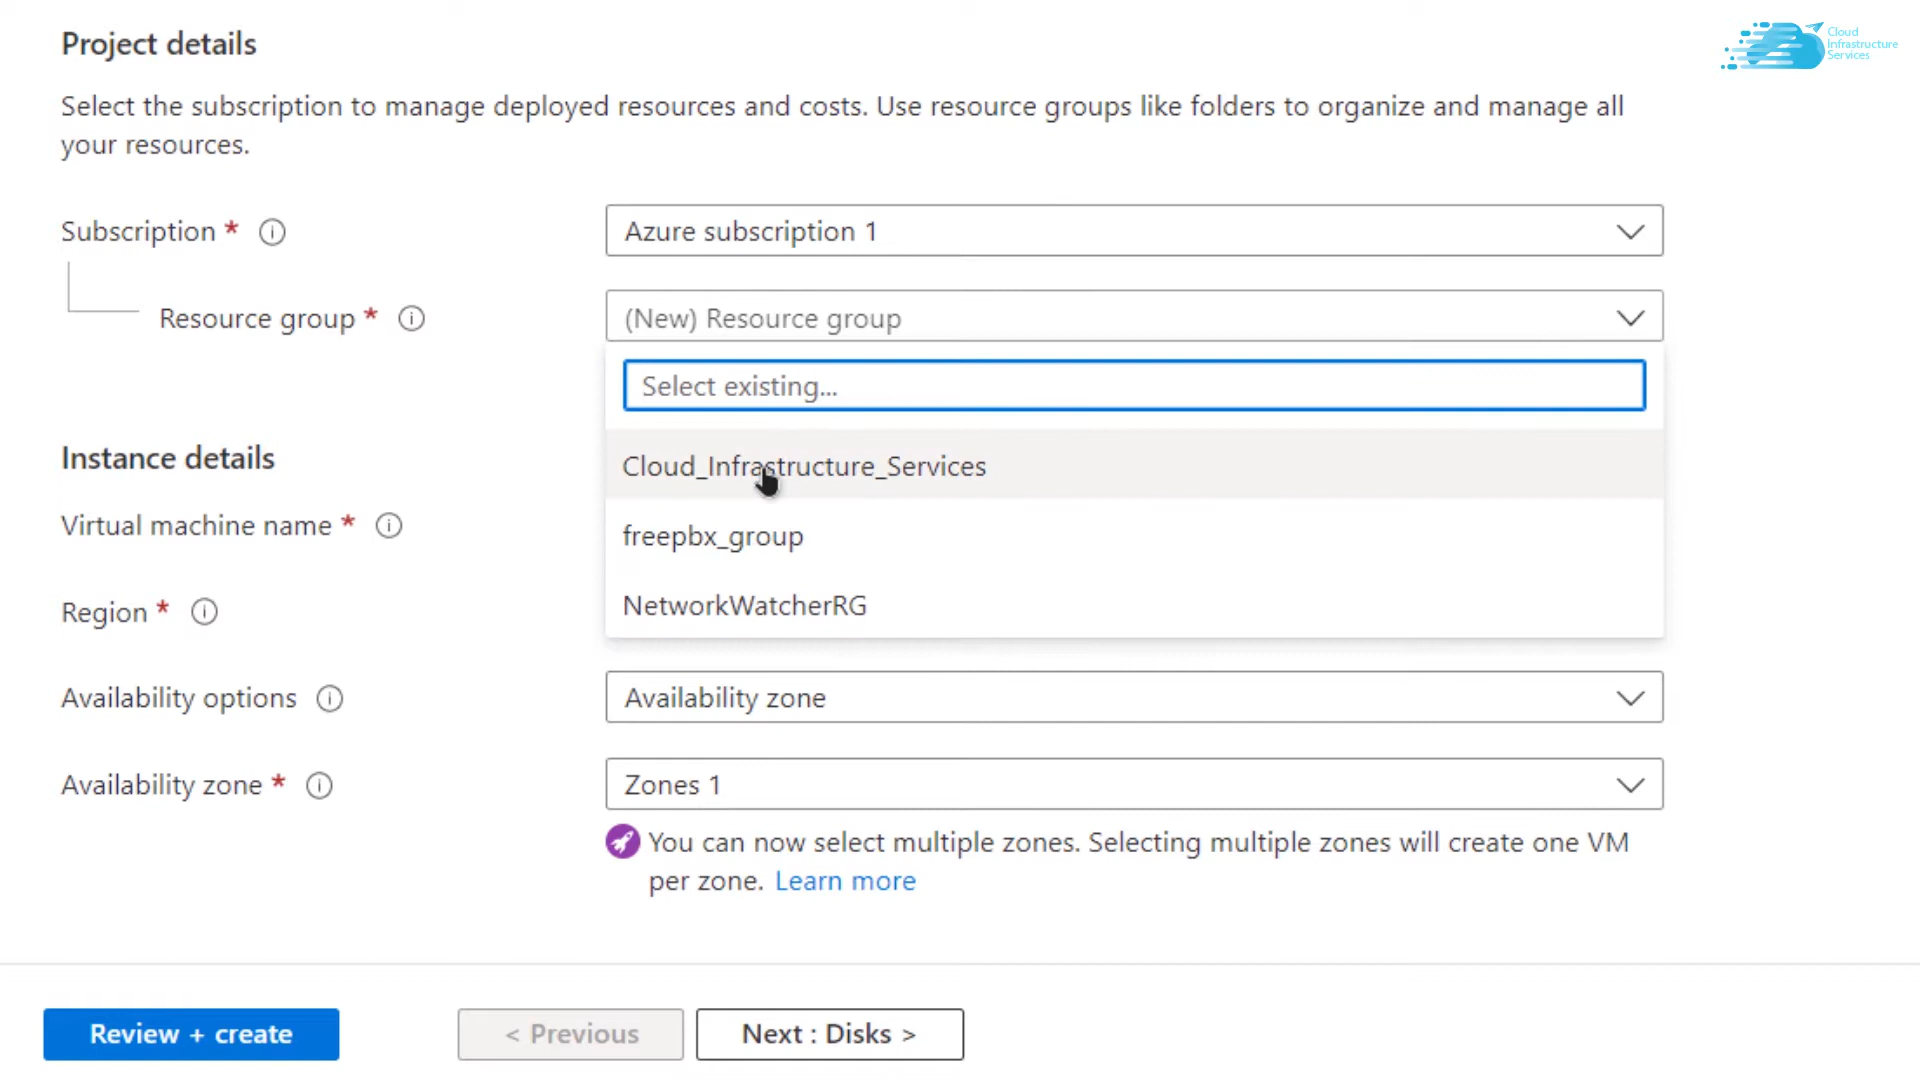 Project details
Cloud
Infrastructure
Services
Select the subscription to manage deployed resources and costs. Use resource groups like folders to organize and manage all
your resources.
Subscription *
Azure subscription 1
Resource group *
(New) Resource group
Select existing...
Cloud_Infrastructure_Services
freepbx_group
NetworkWatcherRG
Instance details
Virtual machine name *
Region *
Availability options
Availability zone
Availability zone *
Zones 1
You can now select multiple zones. Selecting multiple zones will create one VM
per zone. Learn more
Review + create
< Previous
Next : Disks >